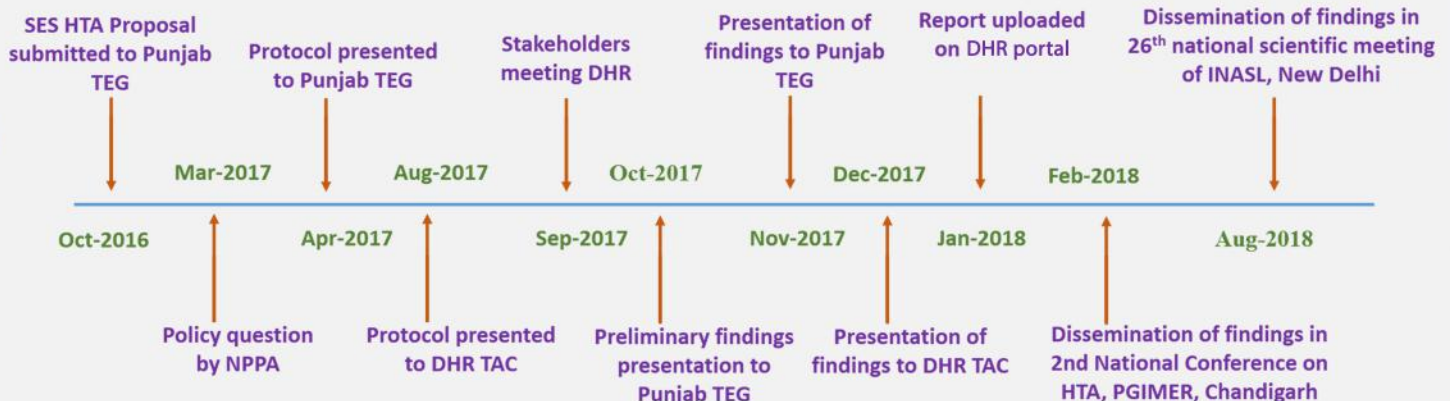 SES HTA Proposal
submitted to Punjab
TEG
Protocol presented
to Punjab TEG
Stakeholders
meeting DHR
Presentation of
findings to Punjab
TEG
Report uploaded
on DHR portal
Dissemination of findings in
26th national scientific meeting
of INASL, New Delhi
Mar-2017
Aug-2017
Oct-2017
Dec-2017
Feb-2018
Oct-2016
Apr-2017
Sep-2017
Nov-2017
Jan-2018
Aug-2018
Policy question
by NPPA
Protocol presented
to DHR TAC
Preliminary findings
presentation to
Punjab TEG
Presentation of
findings to DHR TAC
Dissemination of findings in
2nd National Conference on
HTA, PGIMER, Chandigarh